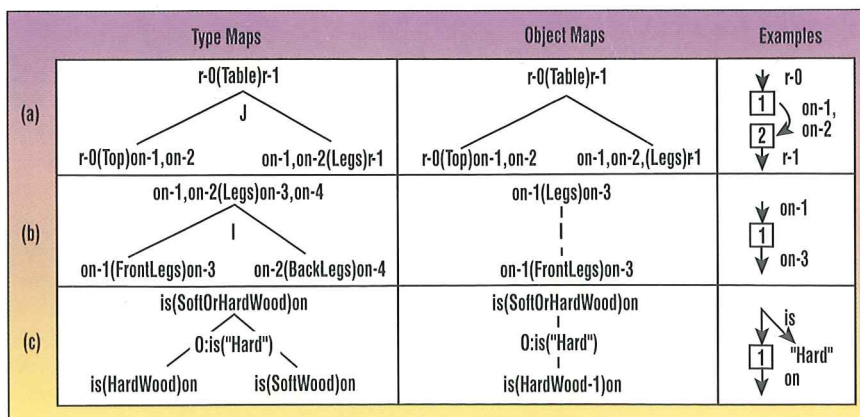 Type Maps
Object Maps
Examples
(a)
r-0(Table)r-1
J
r-0(Top)on-1,on-2
on-1,on-2(Legs)r-1
r-0(Table)r-1
r-0(Top)on-1,on-2
on-1,on-2,(Legs)r-1
r-0
1
on-1,
on-2
2
r-1
(b)
on-1,on-2(Legs)on-3,on-4
I
on-1(FrontLegs)on-3
on-2(BackLegs)on-4
on-1(Legs)on-3
I
on-1(FrontLegs)on-3
on-1
1
on-3
(c)
is(SoftOrHardWood)on
O:is("Hard")
is(HardWood)on
is(SoftWood)on
is(SoftOrHardWood)on
O:is("Hard")
is(HardWood-1)on
is
1
"Hard"
on